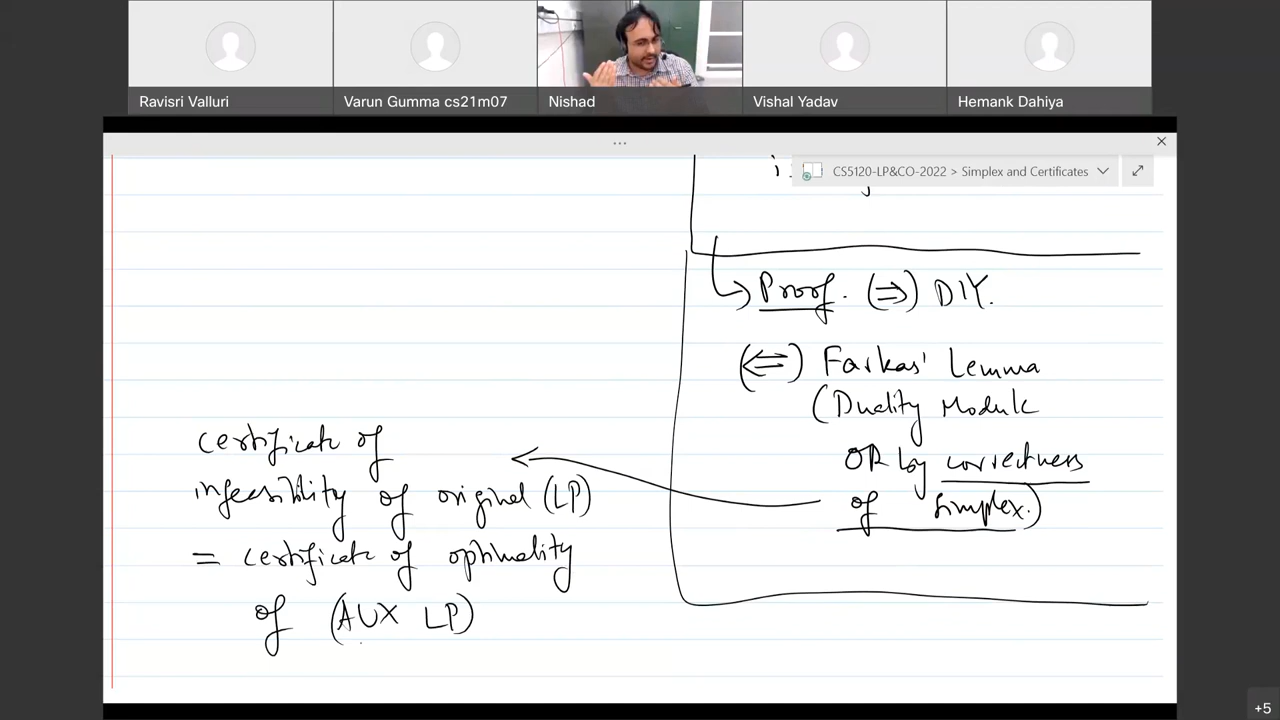 Ravisri Valluri
Varun Gumma cs21m07
Nishad
Vishal Yadav
Hemank Dahiya
CS5120-LP&CO-2022 > Simplex and Certificates
Proof. (⇒) DIY.
(⇐) Farkas' Lemma
(Duality Module
OR by correctness
of simplex.)
certificate of
infeasibility of original (LP)
= certificate of optimality
of (AUX LP)
+5